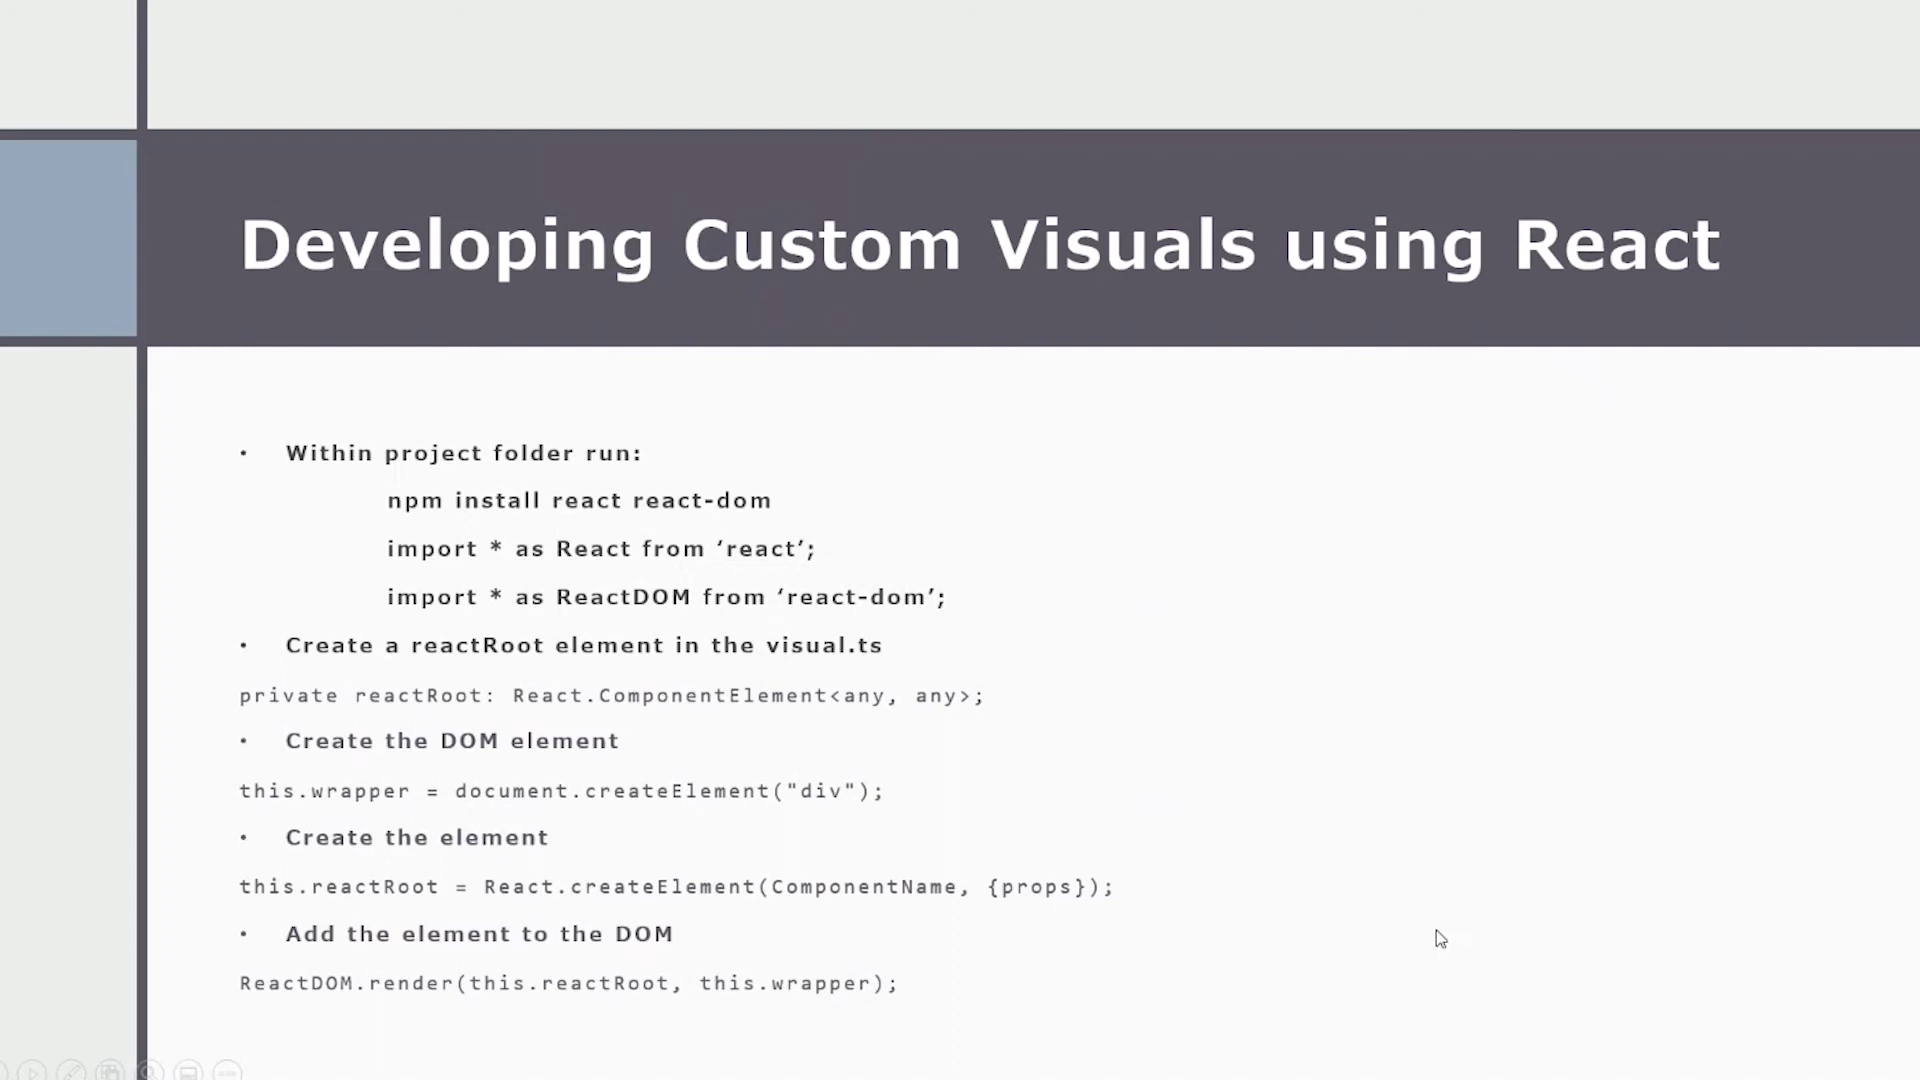 Developing Custom Visuals using React
• Within project folder run:
npm install react react-dom
import * as React from ‘react’;
import * as ReactDOM from ‘react-dom’;
• Create a reactRoot element in the visual.ts
private reactRoot: React.ComponentElement<any, any>;
• Create the DOM element
this.wrapper = document.createElement("div");
• Create the element
this.reactRoot = React.createElement(ComponentName, {props});
• Add the element to the DOM
ReactDOM.render(this.reactRoot, this.wrapper);